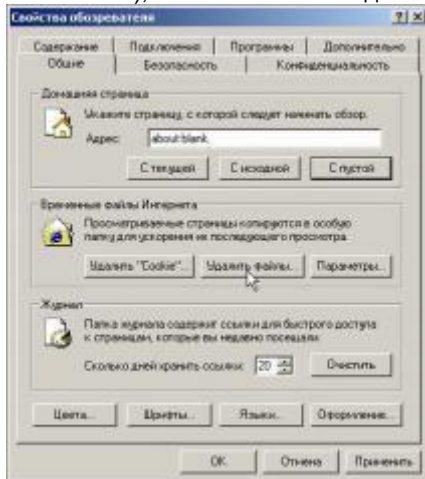 Свойства обозревателя
Содержание Подключения Программы Дополнительно
Общие Безопасность Конфиденциальность
Домашняя страница
Укажите страницу, с которой следует начинать обзор.
Адрес: about:blank
С текущей С исходной С пустой
Временные файлы Интернета
Просматриваемые страницы копируются в особую
папку для ускорения их последующего просмотра.
Удалить "Cookie"... Удалить файлы... Параметры...
Журнал
Папка журнала содержит ссылки для быстрого доступа
к страницам, которые вы недавно посещали.
Сколько дней хранить ссылки: 20 Очистить
Цвета... Шрифты... Языки... Оформление...
OK Отмена Применить